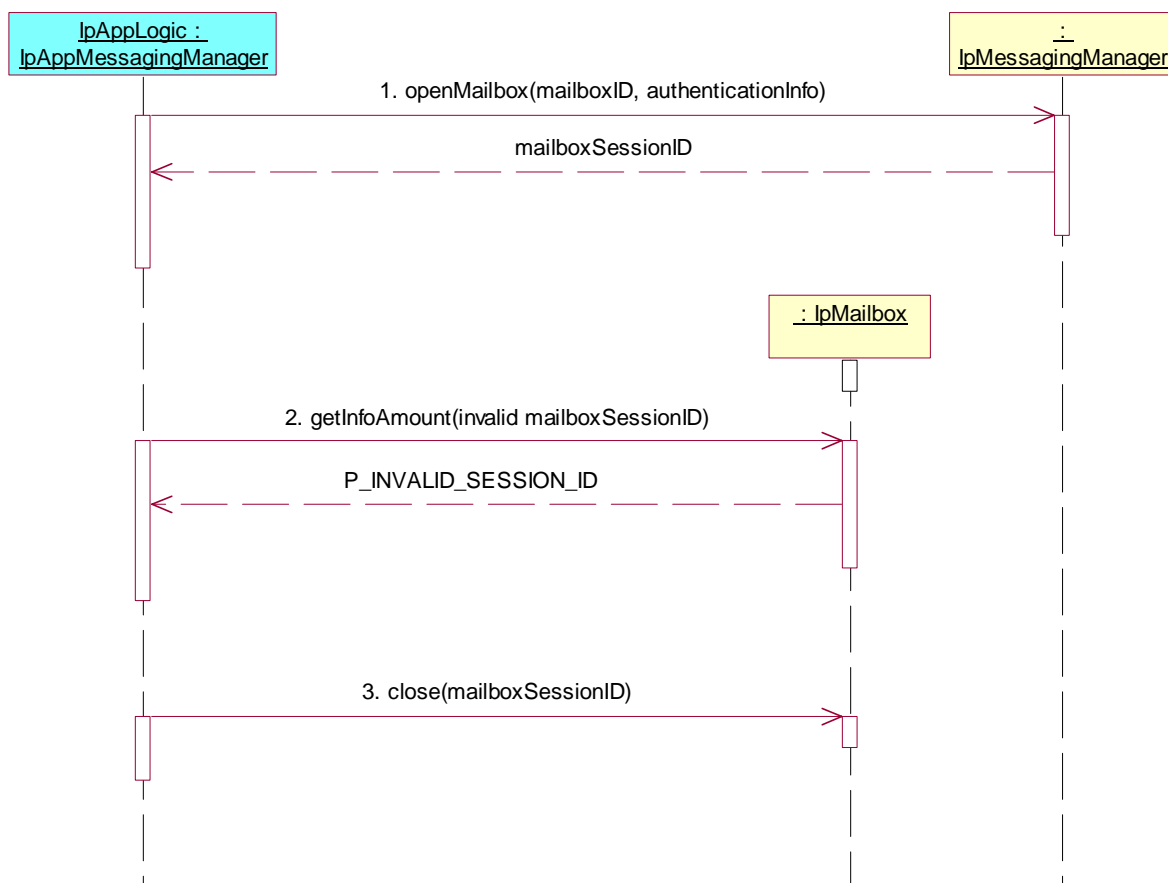 IpAppLogic :
IpAppMessagingManager
:
IpMessagingManager
1. openMailbox(mailboxID, authenticationInfo)
mailboxSessionID
: IpMailbox
2. getInfoAmount(invalid mailboxSessionID)
P_INVALID_SESSION_ID
3. close(mailboxSessionID)